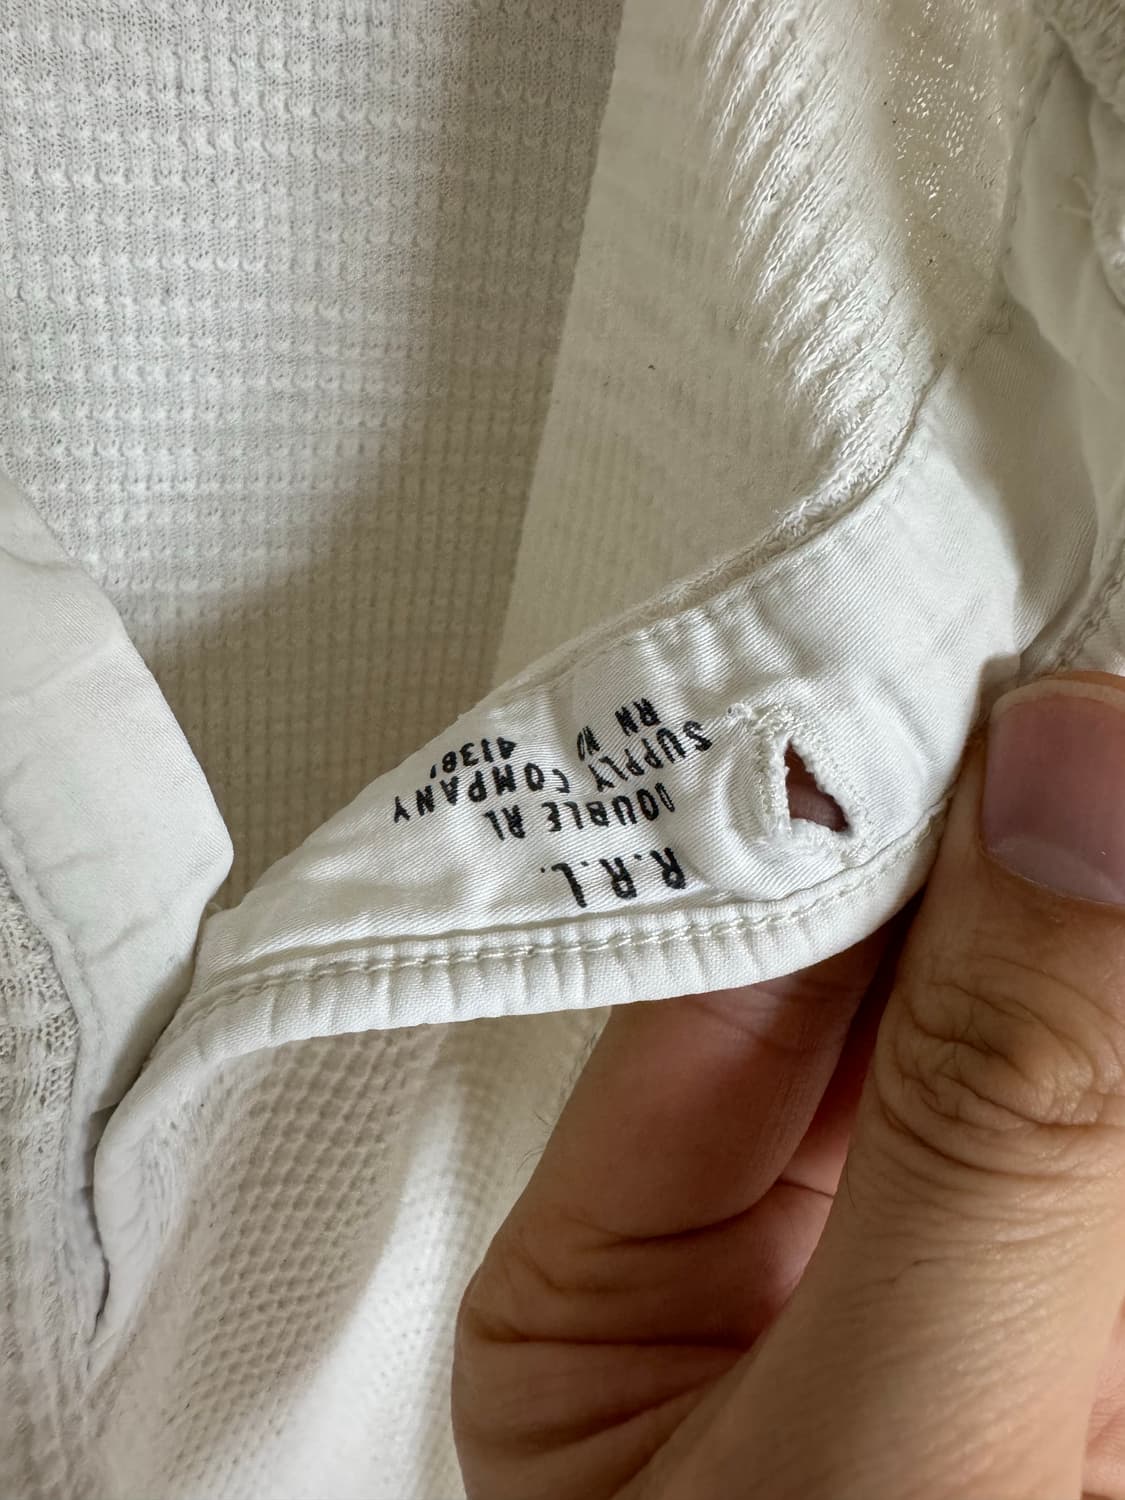 R.R.L.
DOUBLE RL
SUPPLY COMPANY
RN NO 41381